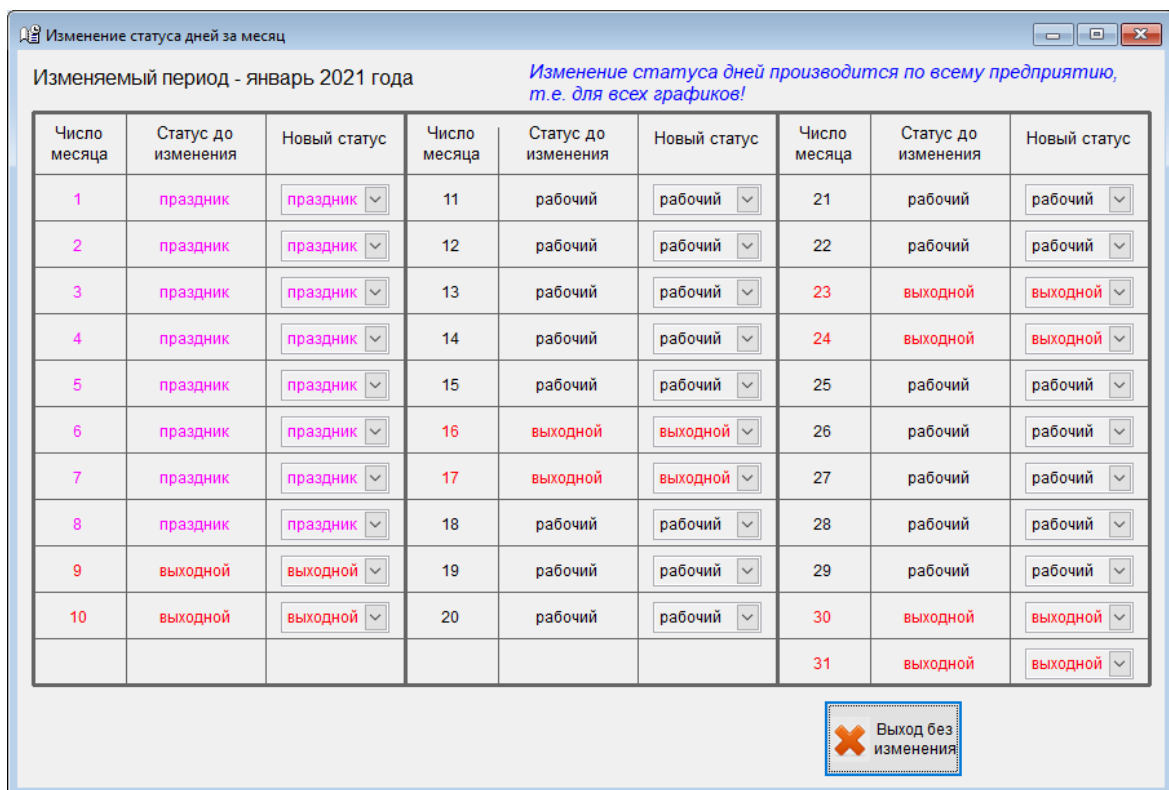 Изменение статуса дней за месяц
Изменяемый период - январь 2021 года
Изменение статуса дней производится по всему предприятию,
т.е. для всех графиков!
Число месяца Статус до изменения Новый статус Число месяца Статус до изменения Новый статус Число месяца Статус до изменения Новый статус
1 праздник праздник 11 рабочий рабочий 21 рабочий рабочий
2 праздник праздник 12 рабочий рабочий 22 рабочий рабочий
3 праздник праздник 13 рабочий рабочий 23 выходной выходной
4 праздник праздник 14 рабочий рабочий 24 выходной выходной
5 праздник праздник 15 рабочий рабочий 25 рабочий рабочий
6 праздник праздник 16 выходной выходной 26 рабочий рабочий
7 праздник праздник 17 выходной выходной 27 рабочий рабочий
8 праздник праздник 18 рабочий рабочий 28 рабочий рабочий
9 выходной выходной 19 рабочий рабочий 29 рабочий рабочий
10 выходной выходной 20 рабочий рабочий 30 выходной выходной
31 выходной выходной
Выход без
изменения